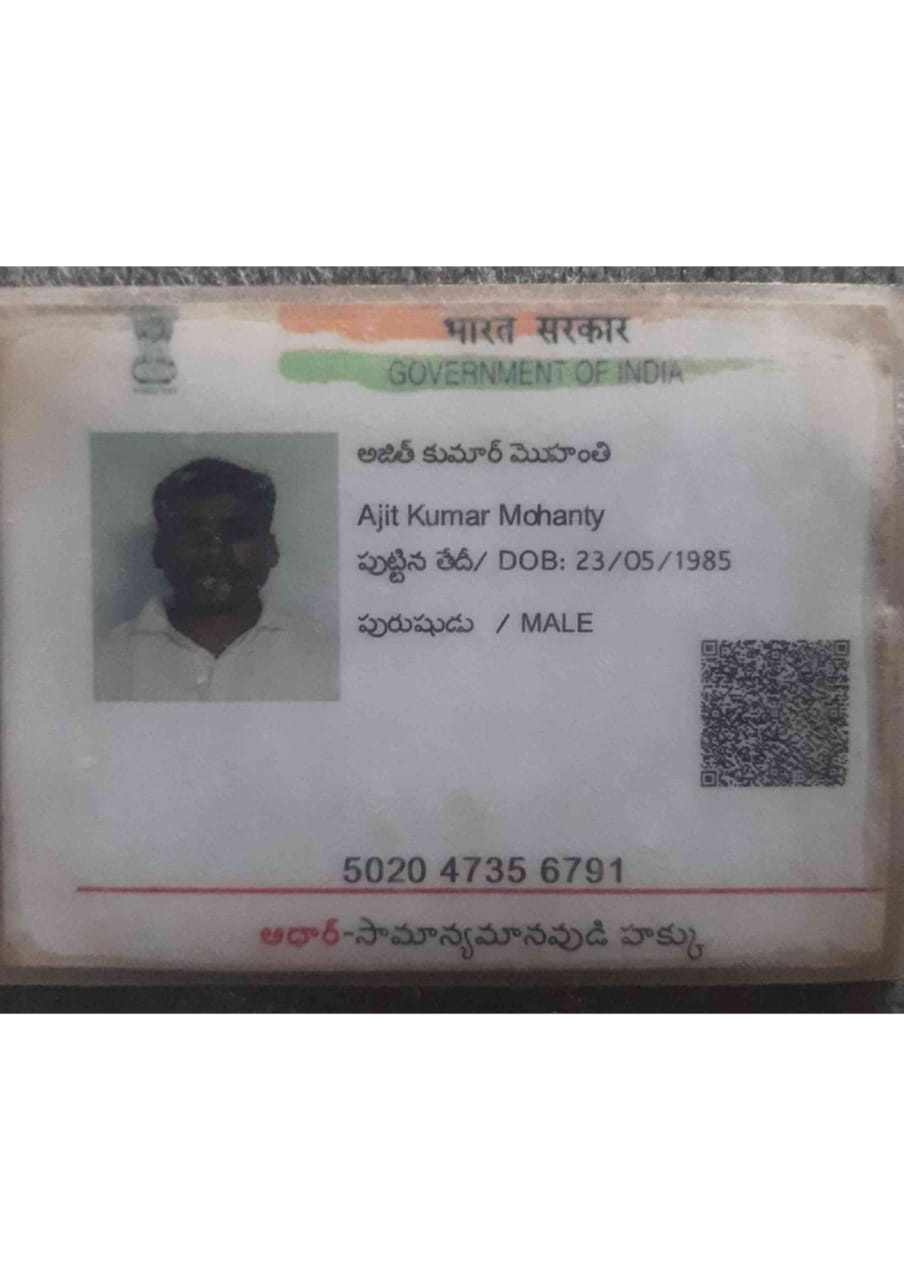 भारत सरकार
GOVERNMENT OF INDIA
అజిత్ కుమార్ మొహంతి
Ajit Kumar Mohanty
పుట్టిన తేదీ/ DOB: 23/05/1985
పురుషుడు / MALE
5020 4735 6791
ఆధార్-సామాన్యమానవుడి హక్కు